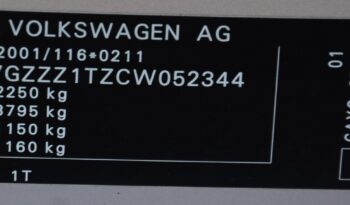 VOLKSWAGEN AG
2001/116*0211
VGZZZ1TZCW052344
2250 kg
3795 kg
150 kg
160 kg
1T
01